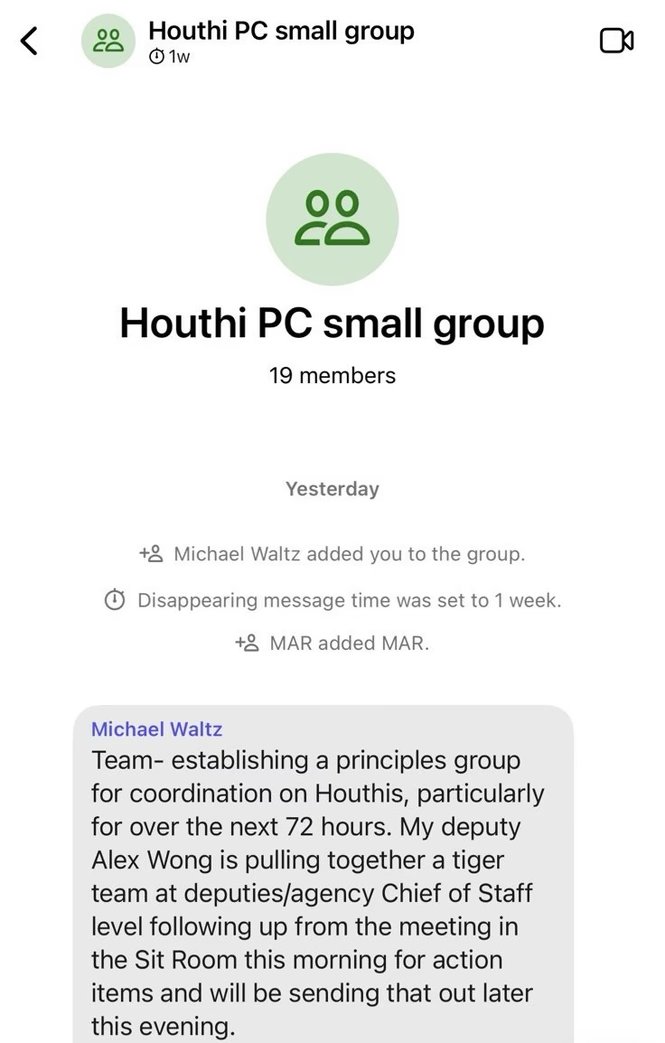 Houthi PC small group
1w
Houthi PC small group
19 members
Yesterday
Michael Waltz added you to the group.
Disappearing message time was set to 1 week.
MAR added MAR.
Michael Waltz
Team- establishing a principles group
for coordination on Houthis, particularly
for over the next 72 hours. My deputy
Alex Wong is pulling together a tiger
team at deputies/agency Chief of Staff
level following up from the meeting in
the Sit Room this morning for action
items and will be sending that out later
this evening.